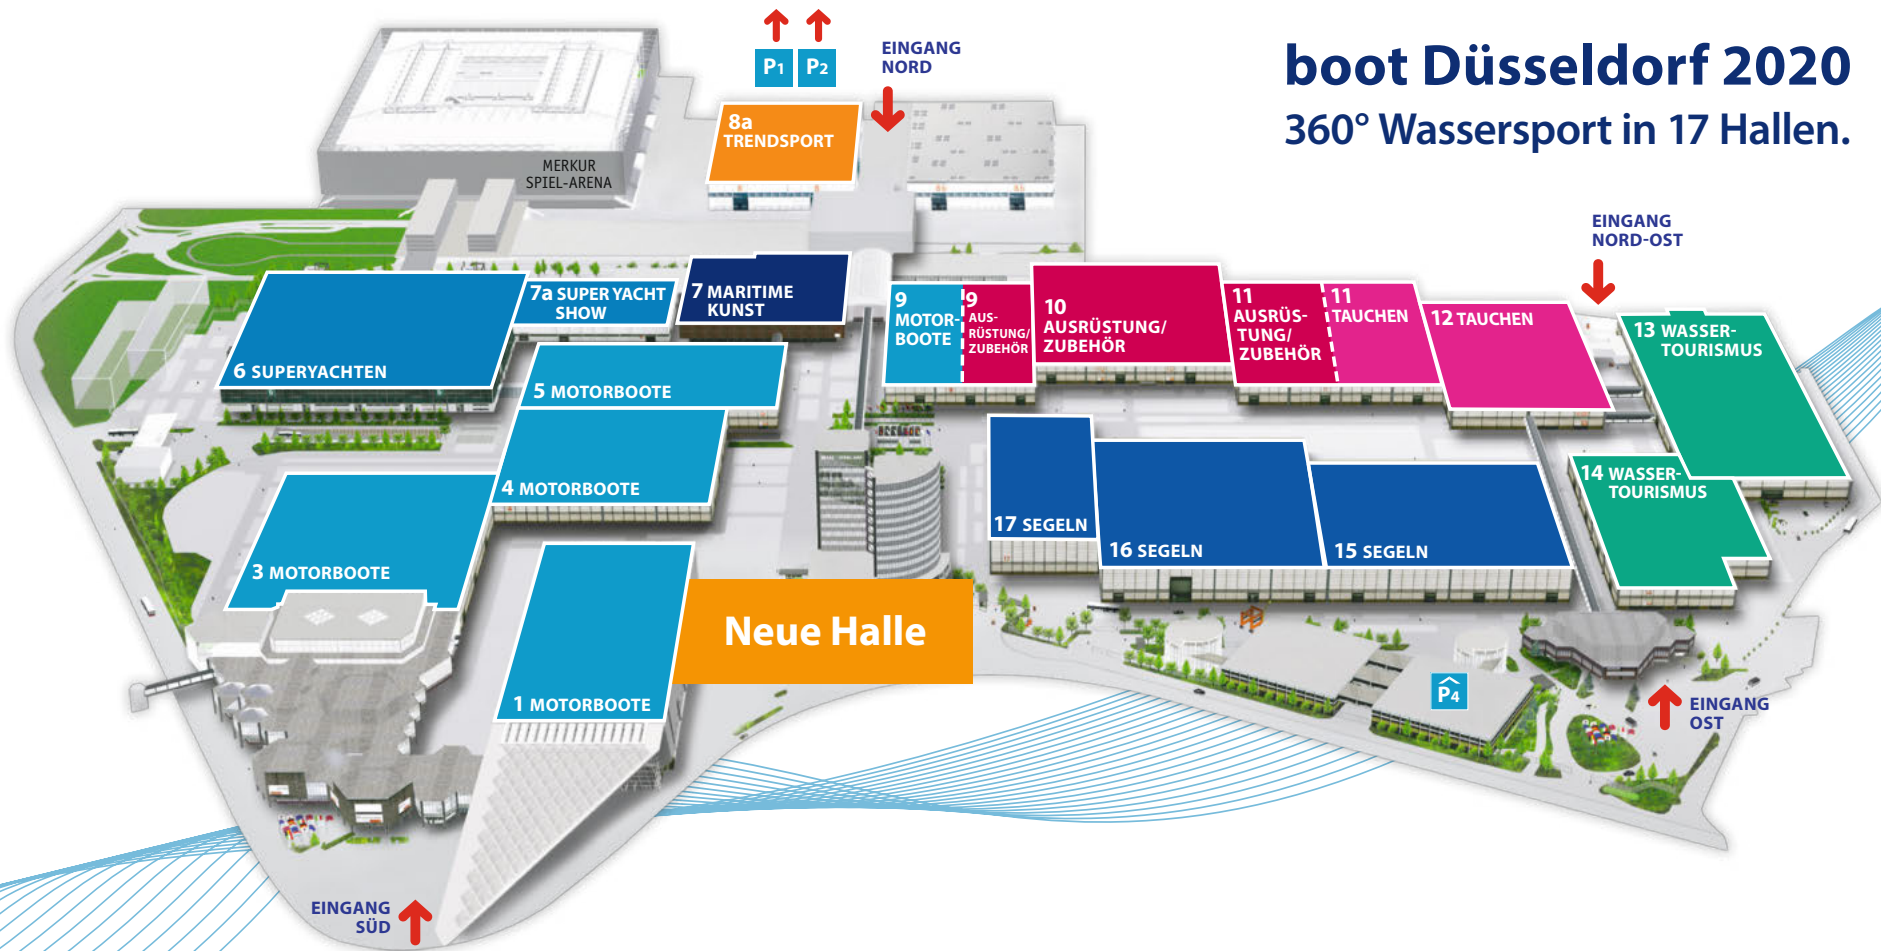 boot Düsseldorf 2020
360° Wassersport in 17 Hallen.
P1 P2
EINGANG
NORD
8a
TRENDSPORT
MERKUR
SPIEL-ARENA
EINGANG
NORD-OST
6 SUPERYACHTEN
7a SUPER YACHT
SHOW
7 MARITIME
KUNST
9
MOTOR-
BOOTE
9
AUS-
RÜSTUNG/
ZUBEHÖR
10
AUSRÜSTUNG/
ZUBEHÖR
11
AUSRÜS-
TUNG/
ZUBEHÖR
11
TAUCHEN
12 TAUCHEN
13 WASSER-
TOURISMUS
5 MOTORBOOTE
4 MOTORBOOTE
3 MOTORBOOTE
17 SEGELN
16 SEGELN
15 SEGELN
14 WASSER-
TOURISMUS
Neue Halle
1 MOTORBOOTE
P4
EINGANG
OST
EINGANG
SÜD